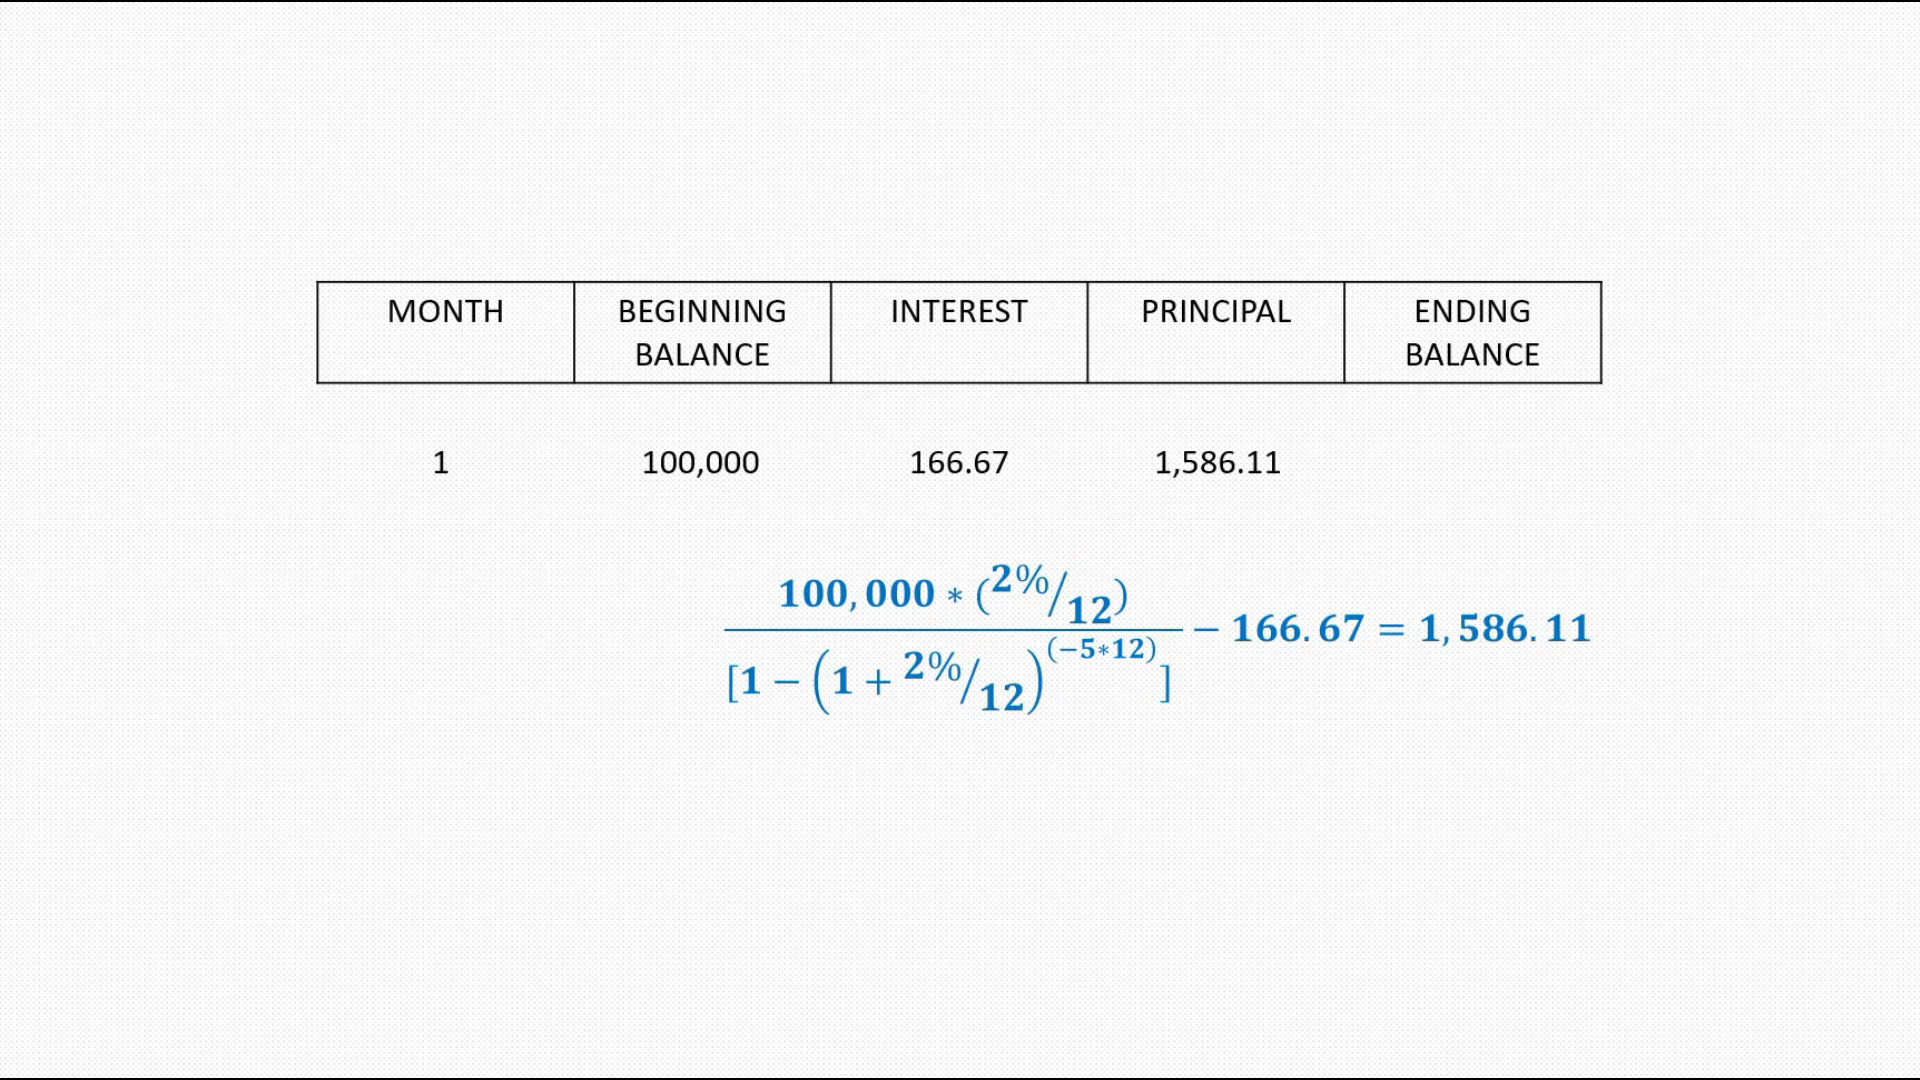 MONTH BEGINNING BALANCE INTEREST PRINCIPAL ENDING BALANCE
1 100,000 166.67 1,586.11
100,000 * (2%/12)
[1 − (1 + 2%/12)^(−5*12)] − 166.67 = 1,586.11